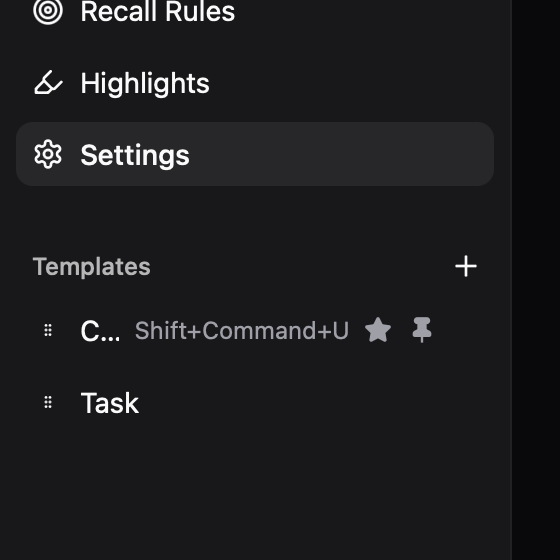 Recall Rules
Highlights
Settings
Templates
C... Shift+Command+U
Task